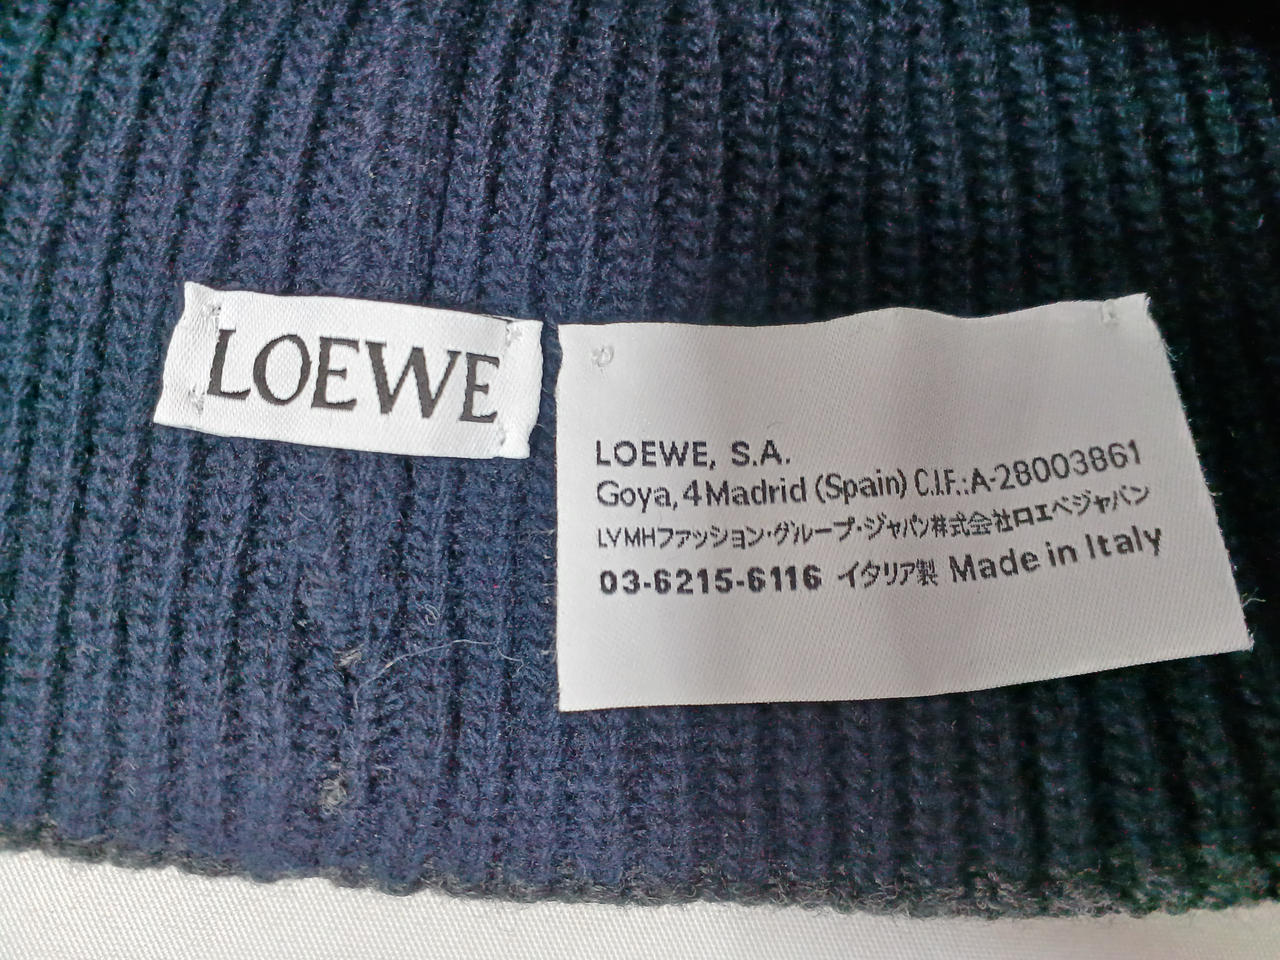 LOEWE
LOEWE, S.A.
Goya, 4 Madrid (Spain) C.I.F.: A-28003861
LVMHファッション・グループ・ジャパン株式会社ロエベジャパン
03-6215-6116 イタリア製 Made in Italy